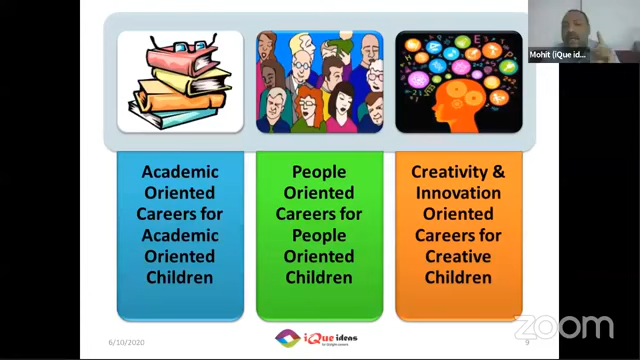 Mohit (iQue id...
Academic
Oriented
Careers for
Academic
Oriented
Children
People
Oriented
Careers for
People
Oriented
Children
Creativity &
Innovation
Oriented
Careers for
Creative
Children
6/10/2020
iQue ideas
9
zoom